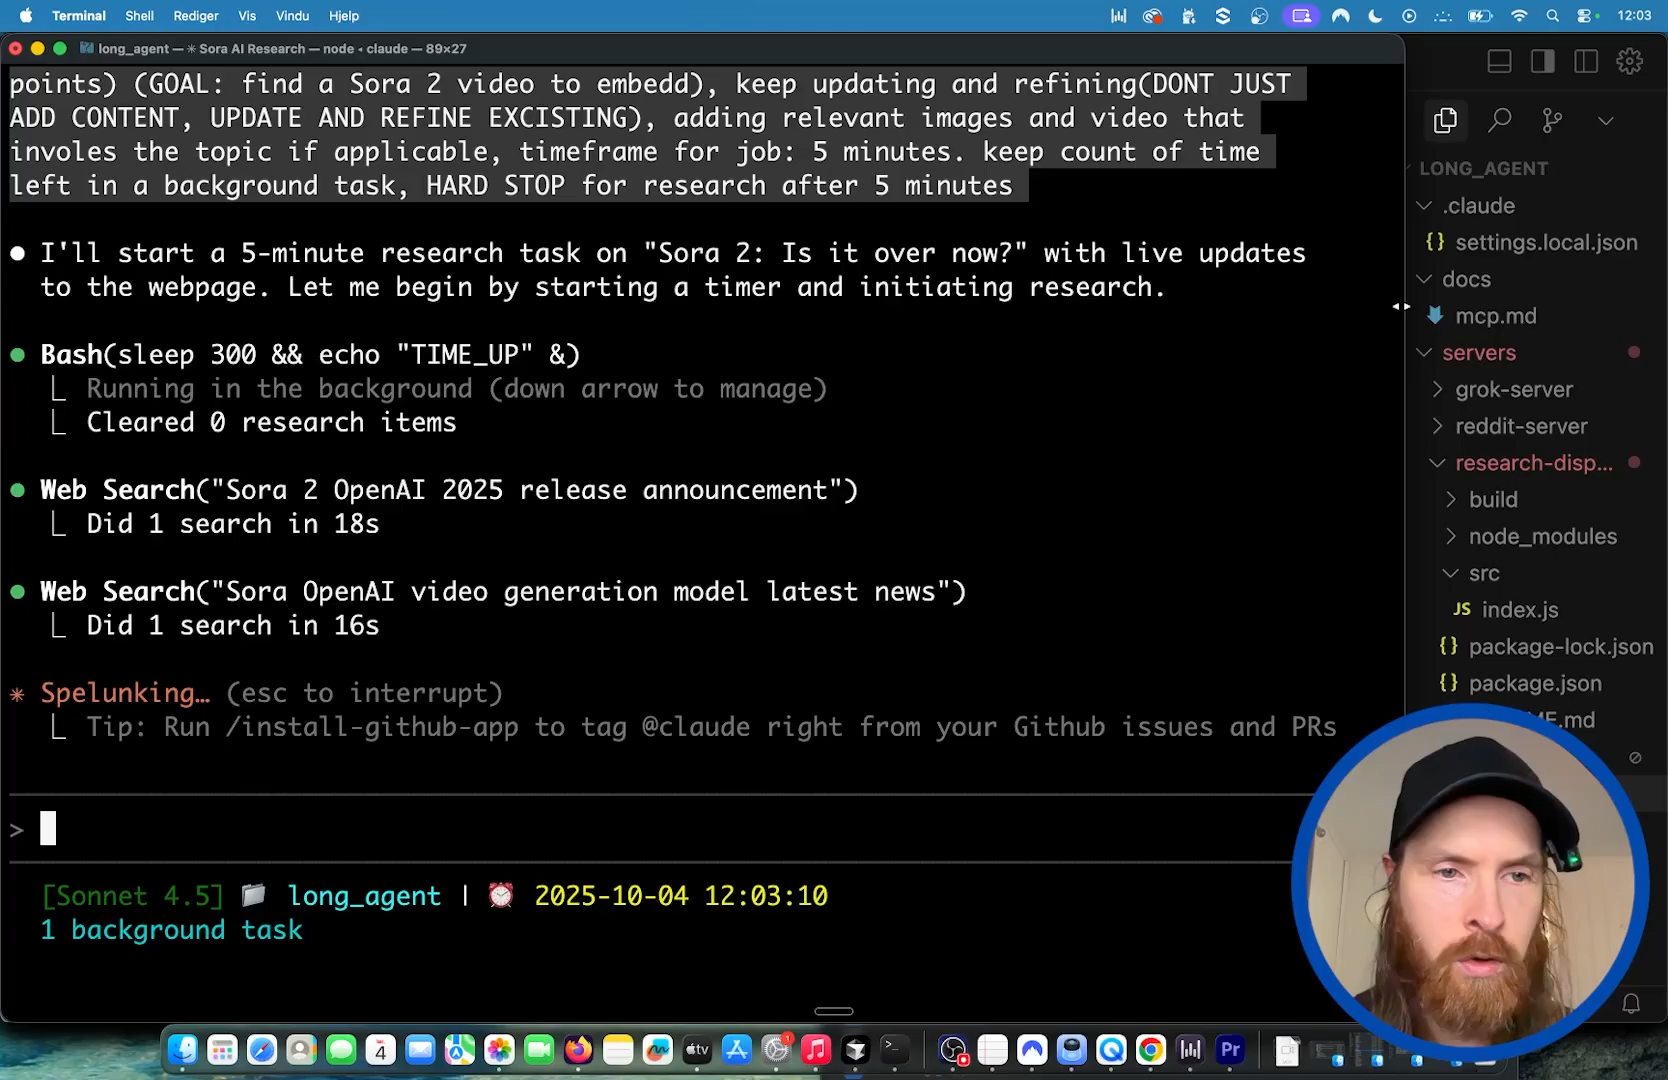 Terminal Shell Rediger Vis Vindu Hjelp 12:03
long_agent — ✳ Sora AI Research — node ◂ claude — 89×27
points) (GOAL: find a Sora 2 video to embedd), keep updating and refining(DONT JUST
ADD CONTENT, UPDATE AND REFINE EXCISTING), adding relevant images and video that
involes the topic if applicable, timeframe for job: 5 minutes. keep count of time
left in a background task, HARD STOP for research after 5 minutes
● I'll start a 5-minute research task on "Sora 2: Is it over now?" with live updates
to the webpage. Let me begin by starting a timer and initiating research.
● Bash(sleep 300 && echo "TIME_UP" &)
⎿ Running in the background (down arrow to manage)
⎿ Cleared 0 research items
● Web Search("Sora 2 OpenAI 2025 release announcement")
⎿ Did 1 search in 18s
● Web Search("Sora OpenAI video generation model latest news")
⎿ Did 1 search in 16s
✳ Spelunking… (esc to interrupt)
⎿ Tip: Run /install-github-app to tag @claude right from your Github issues and PRs
>
[Sonnet 4.5] 📁 long_agent | ⏰ 2025-10-04 12:03:10
1 background task
LONG_AGENT
.claude
{} settings.local.json
docs
mcp.md
servers
grok-server
reddit-server
research-disp...
build
node_modules
src
JS index.js
{} package-lock.json
{} package.json
ME.md
4
tv
1
Pr